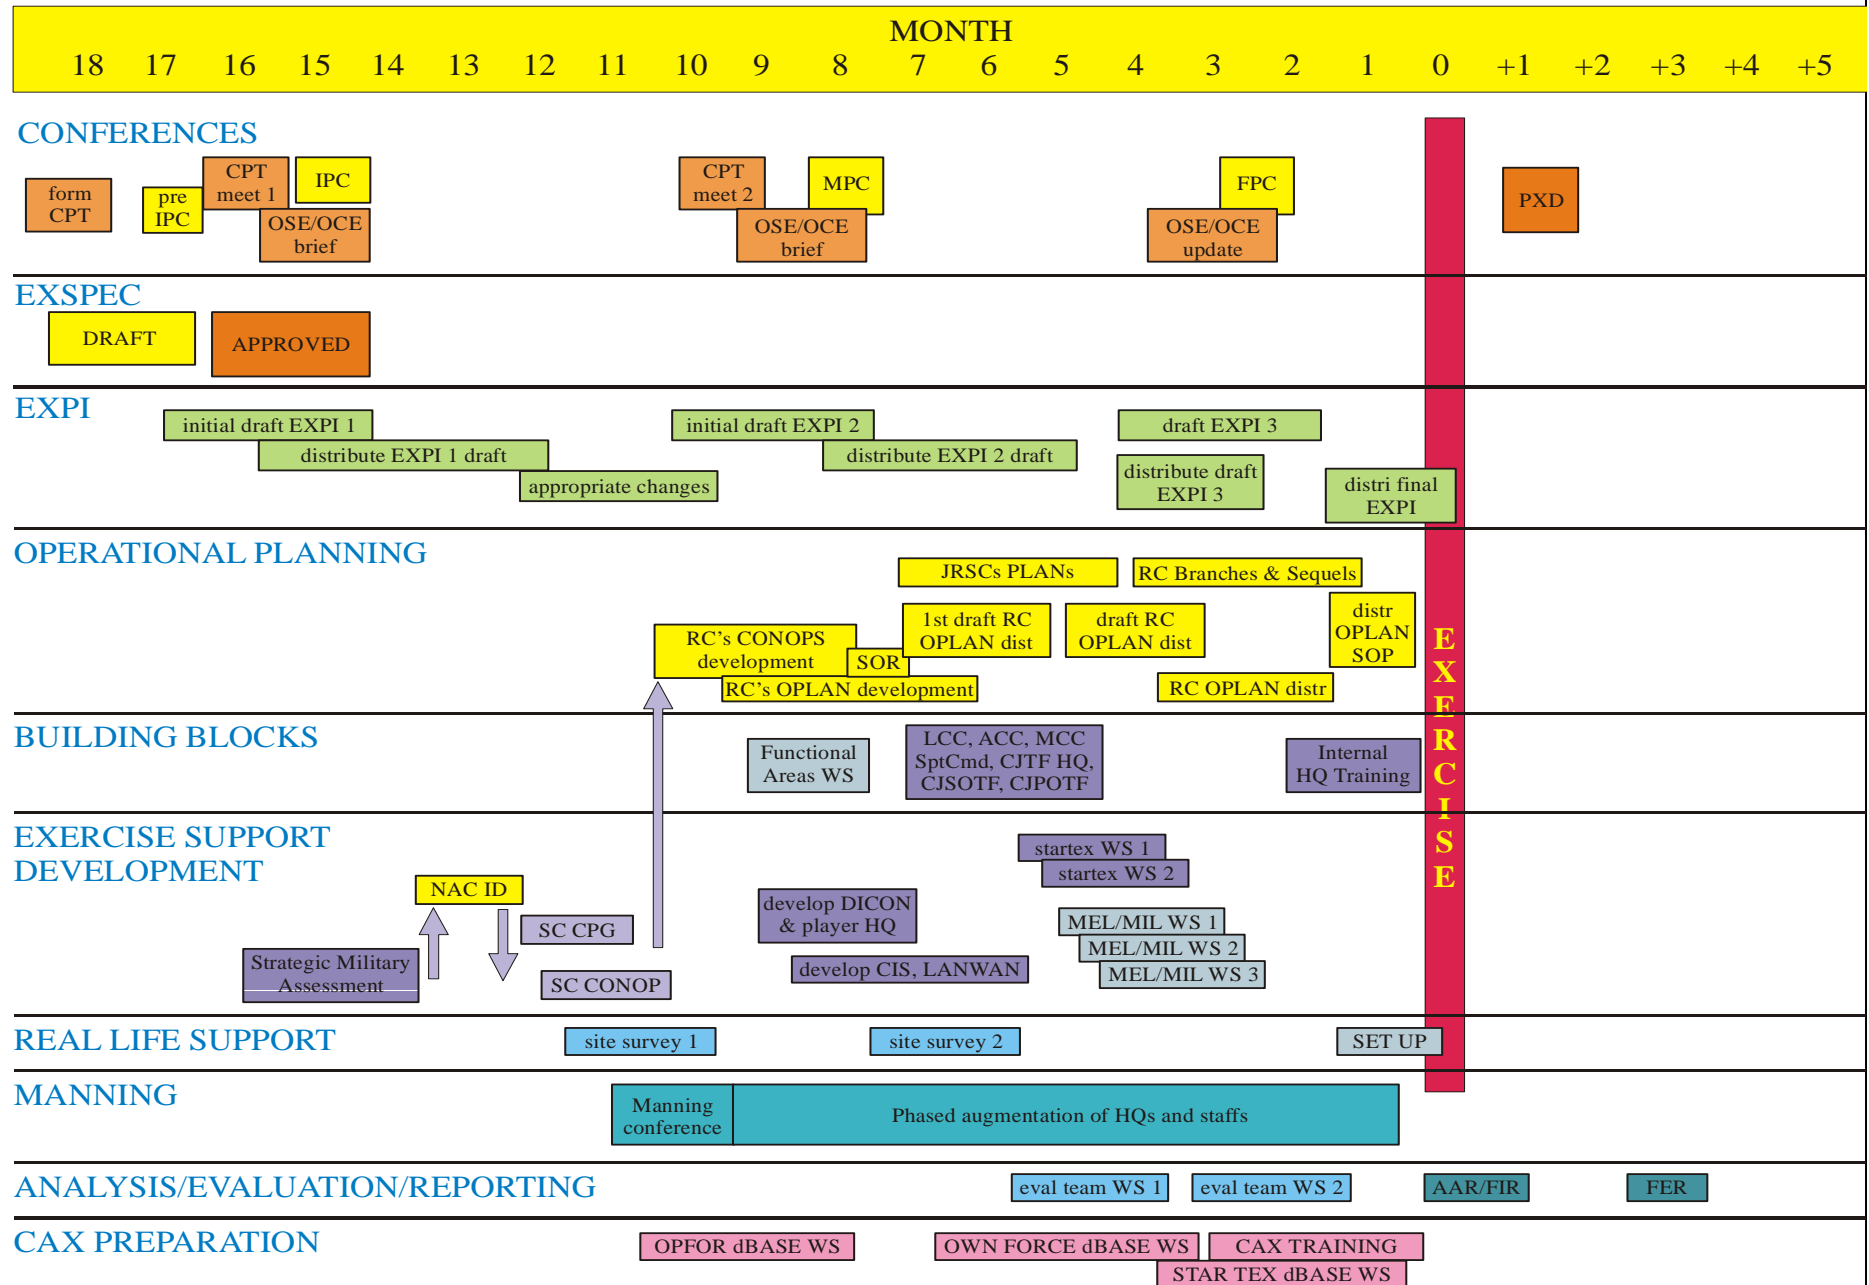 MONTH
18 17 16 15 14 13 12 11 10 9 8 7 6 5 4 3 2 1 0 +1 +2 +3 +4 +5
CONFERENCES
form
CPT
pre
IPC
CPT
meet 1
IPC
OSE/OCE
brief
CPT
meet 2
MPC
OSE/OCE
brief
FPC
OSE/OCE
update
PXD
EXSPEC
DRAFT
APPROVED
EXPI
initial draft EXPI 1
distribute EXPI 1 draft
appropriate changes
initial draft EXPI 2
distribute EXPI 2 draft
draft EXPI 3
distribute draft
EXPI 3
distri final
EXPI
OPERATIONAL PLANNING
JRSCs PLANs
RC Branches & Sequels
RC's CONOPS
development
SOR
RC's OPLAN development
1st draft RC
OPLAN dist
draft RC
OPLAN dist
RC OPLAN distr
distr
OPLAN
SOP
EXERCISE
BUILDING BLOCKS
Functional
Areas WS
LCC, ACC, MCC
SptCmd, CJTF HQ,
CJSOTF, CJPOTF
Internal
HQ Training
EXERCISE SUPPORT
DEVELOPMENT
NAC ID
Strategic Military
Assessment
SC CPG
SC CONOP
develop DICON
& player HQ
develop CIS, LANWAN
startex WS 1
startex WS 2
MEL/MIL WS 1
MEL/MIL WS 2
MEL/MIL WS 3
REAL LIFE SUPPORT
site survey 1
site survey 2
SET UP
MANNING
Manning
conference
Phased augmentation of HQs and staffs
ANALYSIS/EVALUATION/REPORTING
eval team WS 1
eval team WS 2
AAR/FIR
FER
CAX PREPARATION
OPFOR dBASE WS
OWN FORCE dBASE WS
CAX TRAINING
STAR TEX dBASE WS